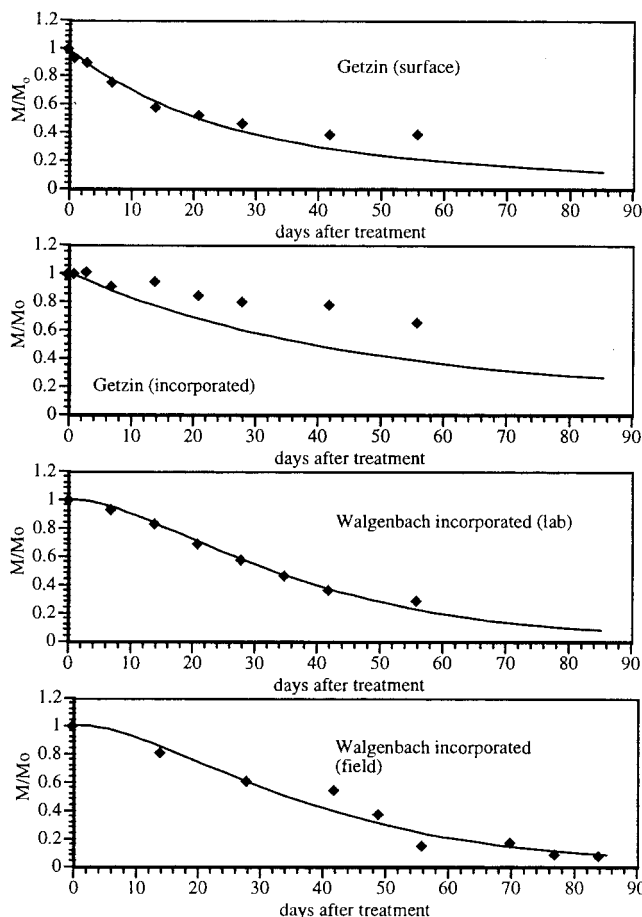 1.2
1
0.8
0.6
0.4
0.2
0
M/Mo
Getzin (surface)
0 10 20 30 40 50 60 70 80 90
days after treatment
1.2
1
0.8
0.6
0.4
0.2
0
M/Mo
Getzin (incorporated)
0 10 20 30 40 50 60 70 80 90
days after treatment
1.2
1
0.8
0.6
0.4
0.2
0
M/Mo
Walgenbach incorporated (lab)
0 10 20 30 40 50 60 70 80 90
days after treatment
1.2
1
0.8
0.6
0.4
0.2
0
M/Mo
Walgenbach incorporated
(field)
0 10 20 30 40 50 60 70 80 90
days after treatment